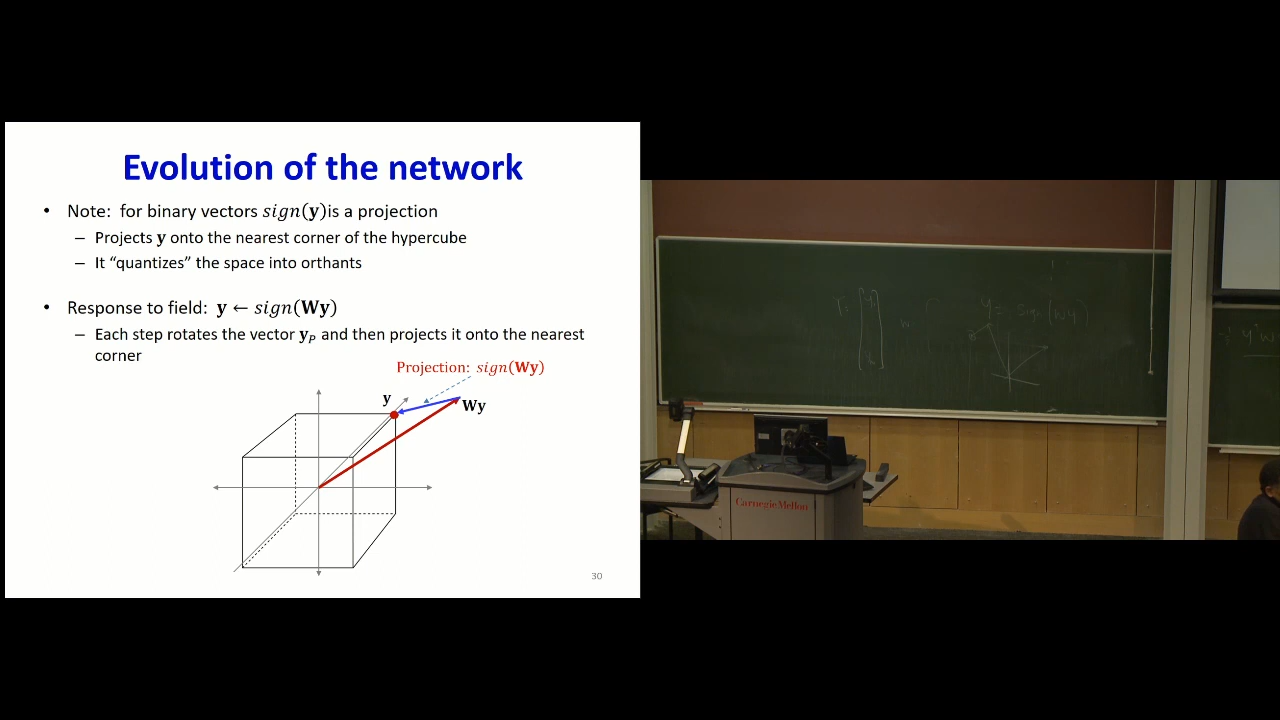 Evolution of the network
• Note: for binary vectors sign(y)is a projection
– Projects y onto the nearest corner of the hypercube
– It “quantizes” the space into orthants
• Response to field: y ← sign(Wy)
– Each step rotates the vector y_P and then projects it onto the nearest
corner
Projection: sign(Wy)
y
Wy
30
sign(wy)
Carnegie Mellon